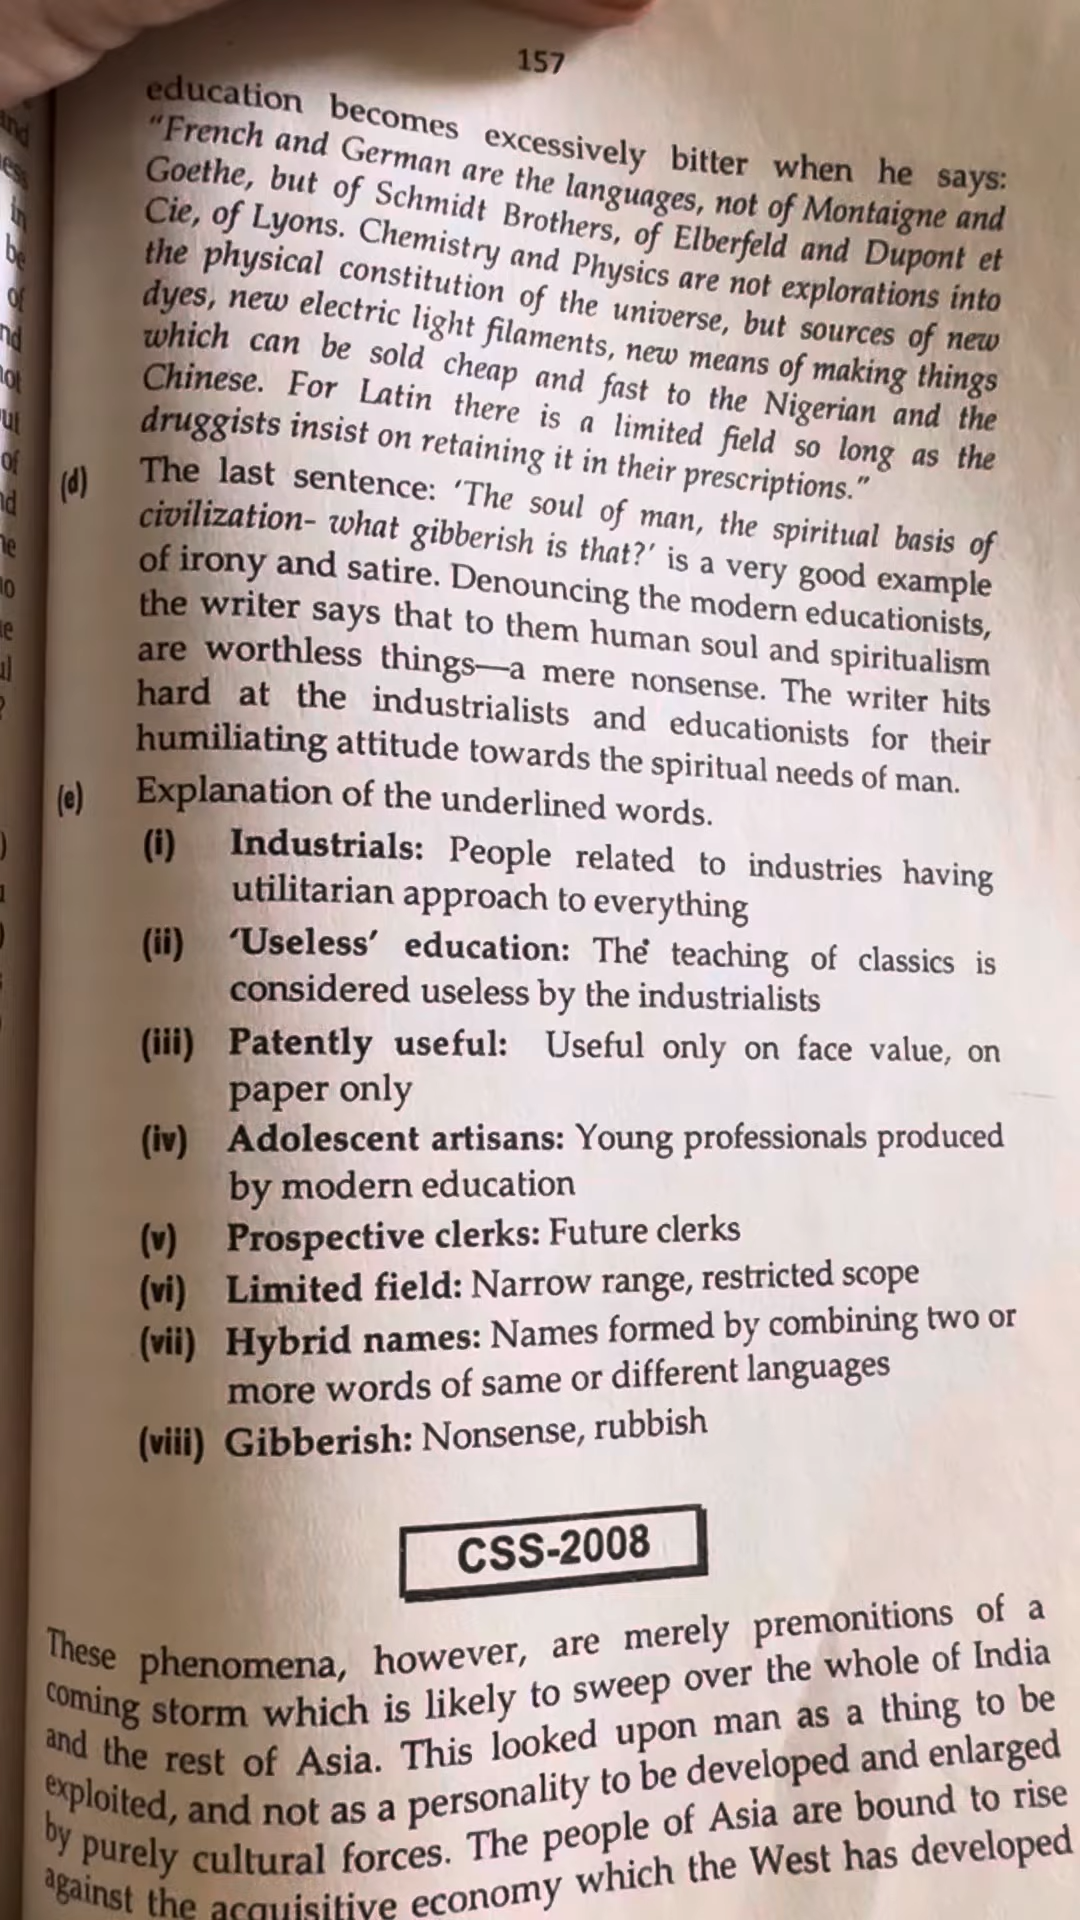 157
education becomes excessively bitter when he says:
"French and German are the languages, not of Montaigne and
Goethe, but of Schmidt Brothers, of Elberfeld and Dupont et
Cie, of Lyons. Chemistry and Physics are not explorations into
the physical constitution of the universe, but sources of new
dyes, new electric light filaments, new means of making things
which can be sold cheap and fast to the Nigerian and the
Chinese. For Latin there is a limited field so long as the
druggists insist on retaining it in their prescriptions."
(d) The last sentence: 'The soul of man, the spiritual basis of
civilization- what gibberish is that?' is a very good example
of irony and satire. Denouncing the modern educationists,
the writer says that to them human soul and spiritualism
are worthless things—a mere nonsense. The writer hits
hard at the industrialists and educationists for their
humiliating attitude towards the spiritual needs of man.
(e) Explanation of the underlined words.
(i) Industrials: People related to industries having
utilitarian approach to everything
(ii) 'Useless' education: The teaching of classics is
considered useless by the industrialists
(iii) Patently useful: Useful only on face value, on
paper only
(iv) Adolescent artisans: Young professionals produced
by modern education
(v) Prospective clerks: Future clerks
(vi) Limited field: Narrow range, restricted scope
(vii) Hybrid names: Names formed by combining two or
more words of same or different languages
(viii) Gibberish: Nonsense, rubbish
CSS-2008
These phenomena, however, are merely premonitions of a
coming storm which is likely to sweep over the whole of India
and the rest of Asia. This looked upon man as a thing to be
exploited, and not as a personality to be developed and enlarged
by purely cultural forces. The people of Asia are bound to rise
against the acquisitive economy which the West has developed